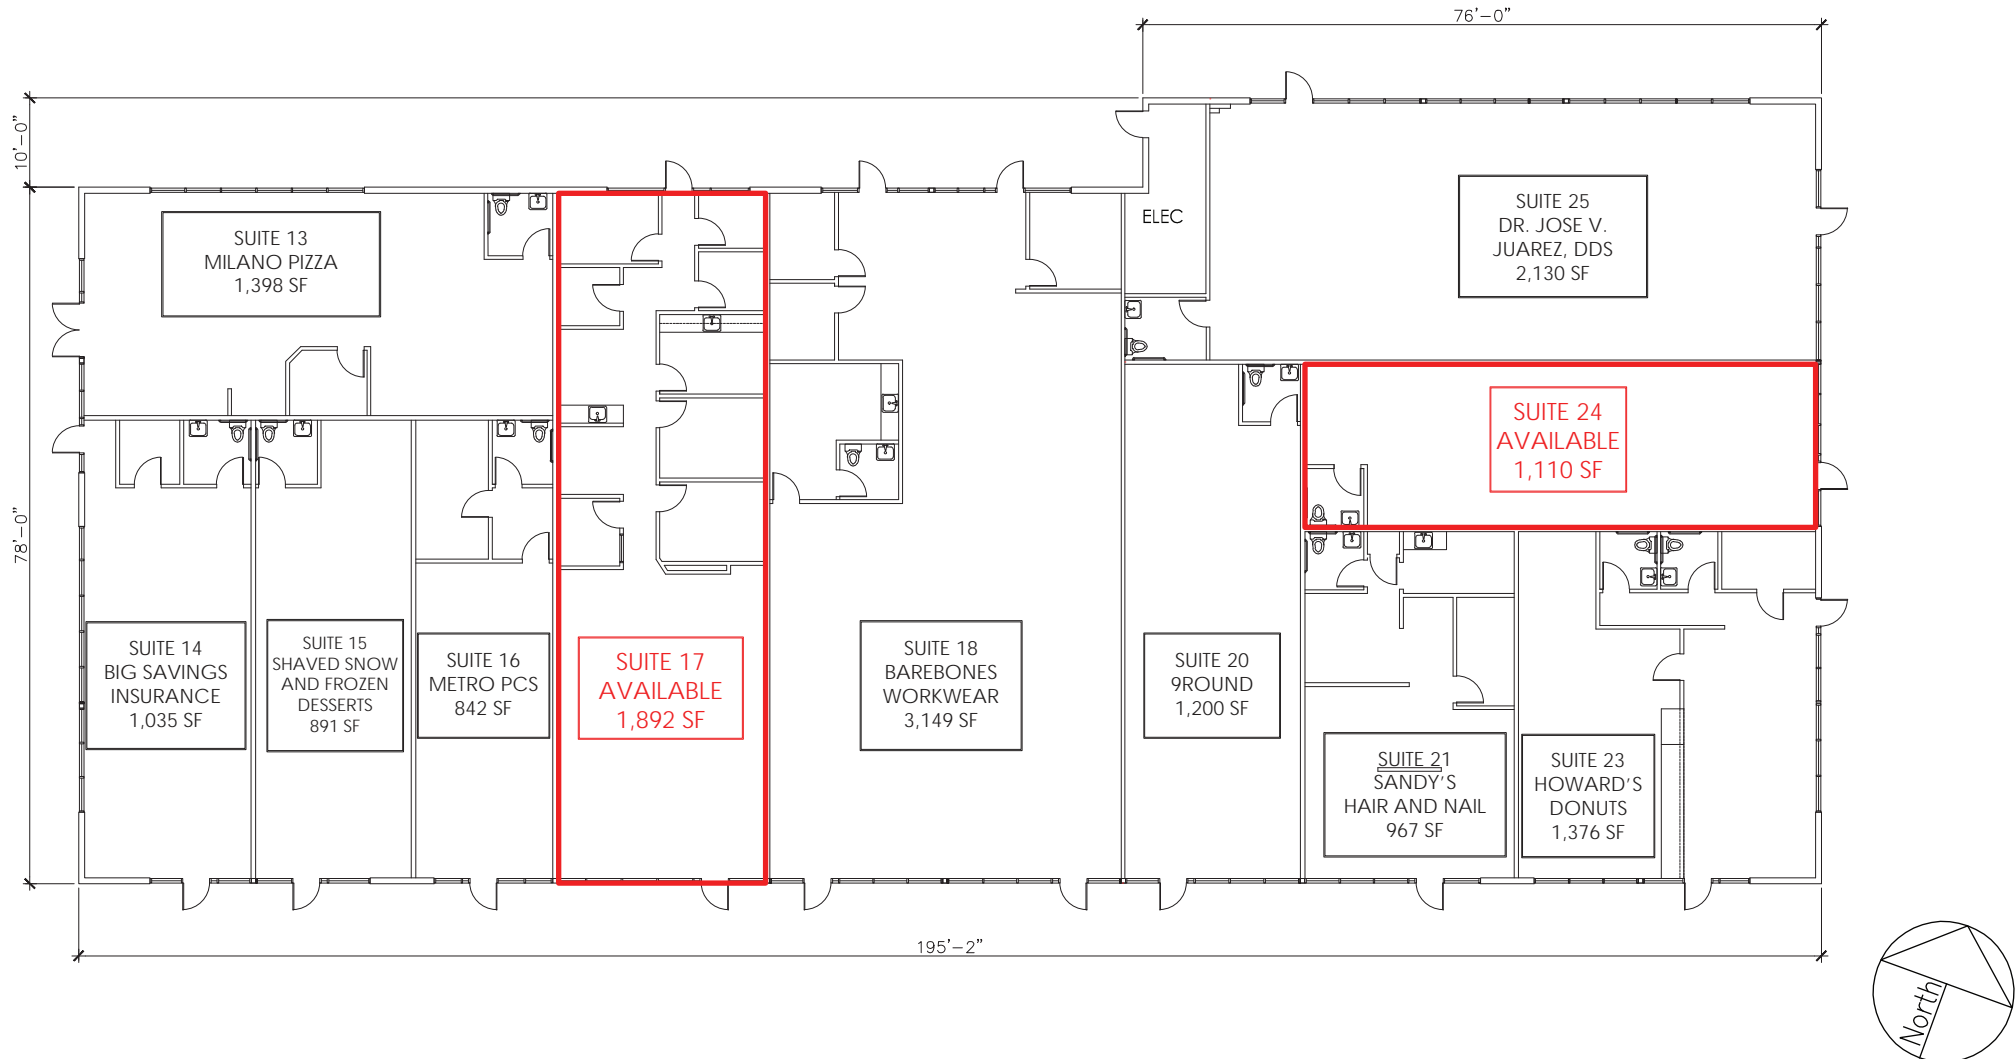 76'-0"
10'-0"
SUITE 13
MILANO PIZZA
1,398 SF
ELEC
SUITE 25
DR. JOSE V.
JUAREZ, DDS
2,130 SF
SUITE 24
AVAILABLE
1,110 SF
78'-0"
SUITE 14
BIG SAVINGS
INSURANCE
1,035 SF
SUITE 15
SHAVED SNOW
AND FROZEN
DESSERTS
891 SF
SUITE 16
METRO PCS
842 SF
SUITE 17
AVAILABLE
1,892 SF
SUITE 18
BAREBONES
WORKWEAR
3,149 SF
SUITE 20
9ROUND
1,200 SF
SUITE 21
SANDY'S
HAIR AND NAIL
967 SF
SUITE 23
HOWARD'S
DONUTS
1,376 SF
195'-2"
North